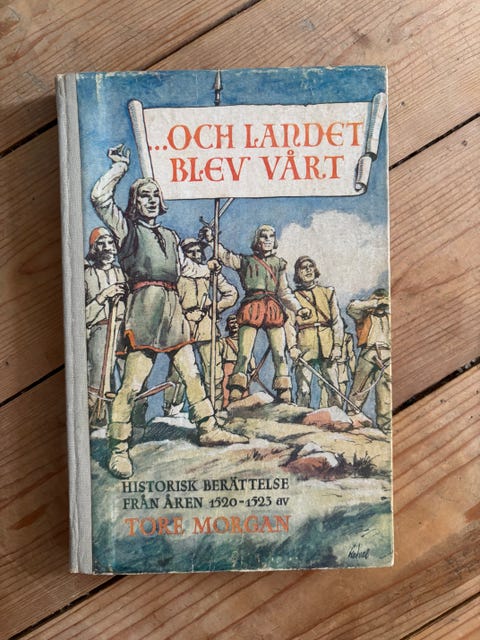 ...OCH LANDET
BLEV VÅRT
HISTORISK BERÄTTELSE
FRÅN ÅREN 1520-1523 av
TORE MORGAN